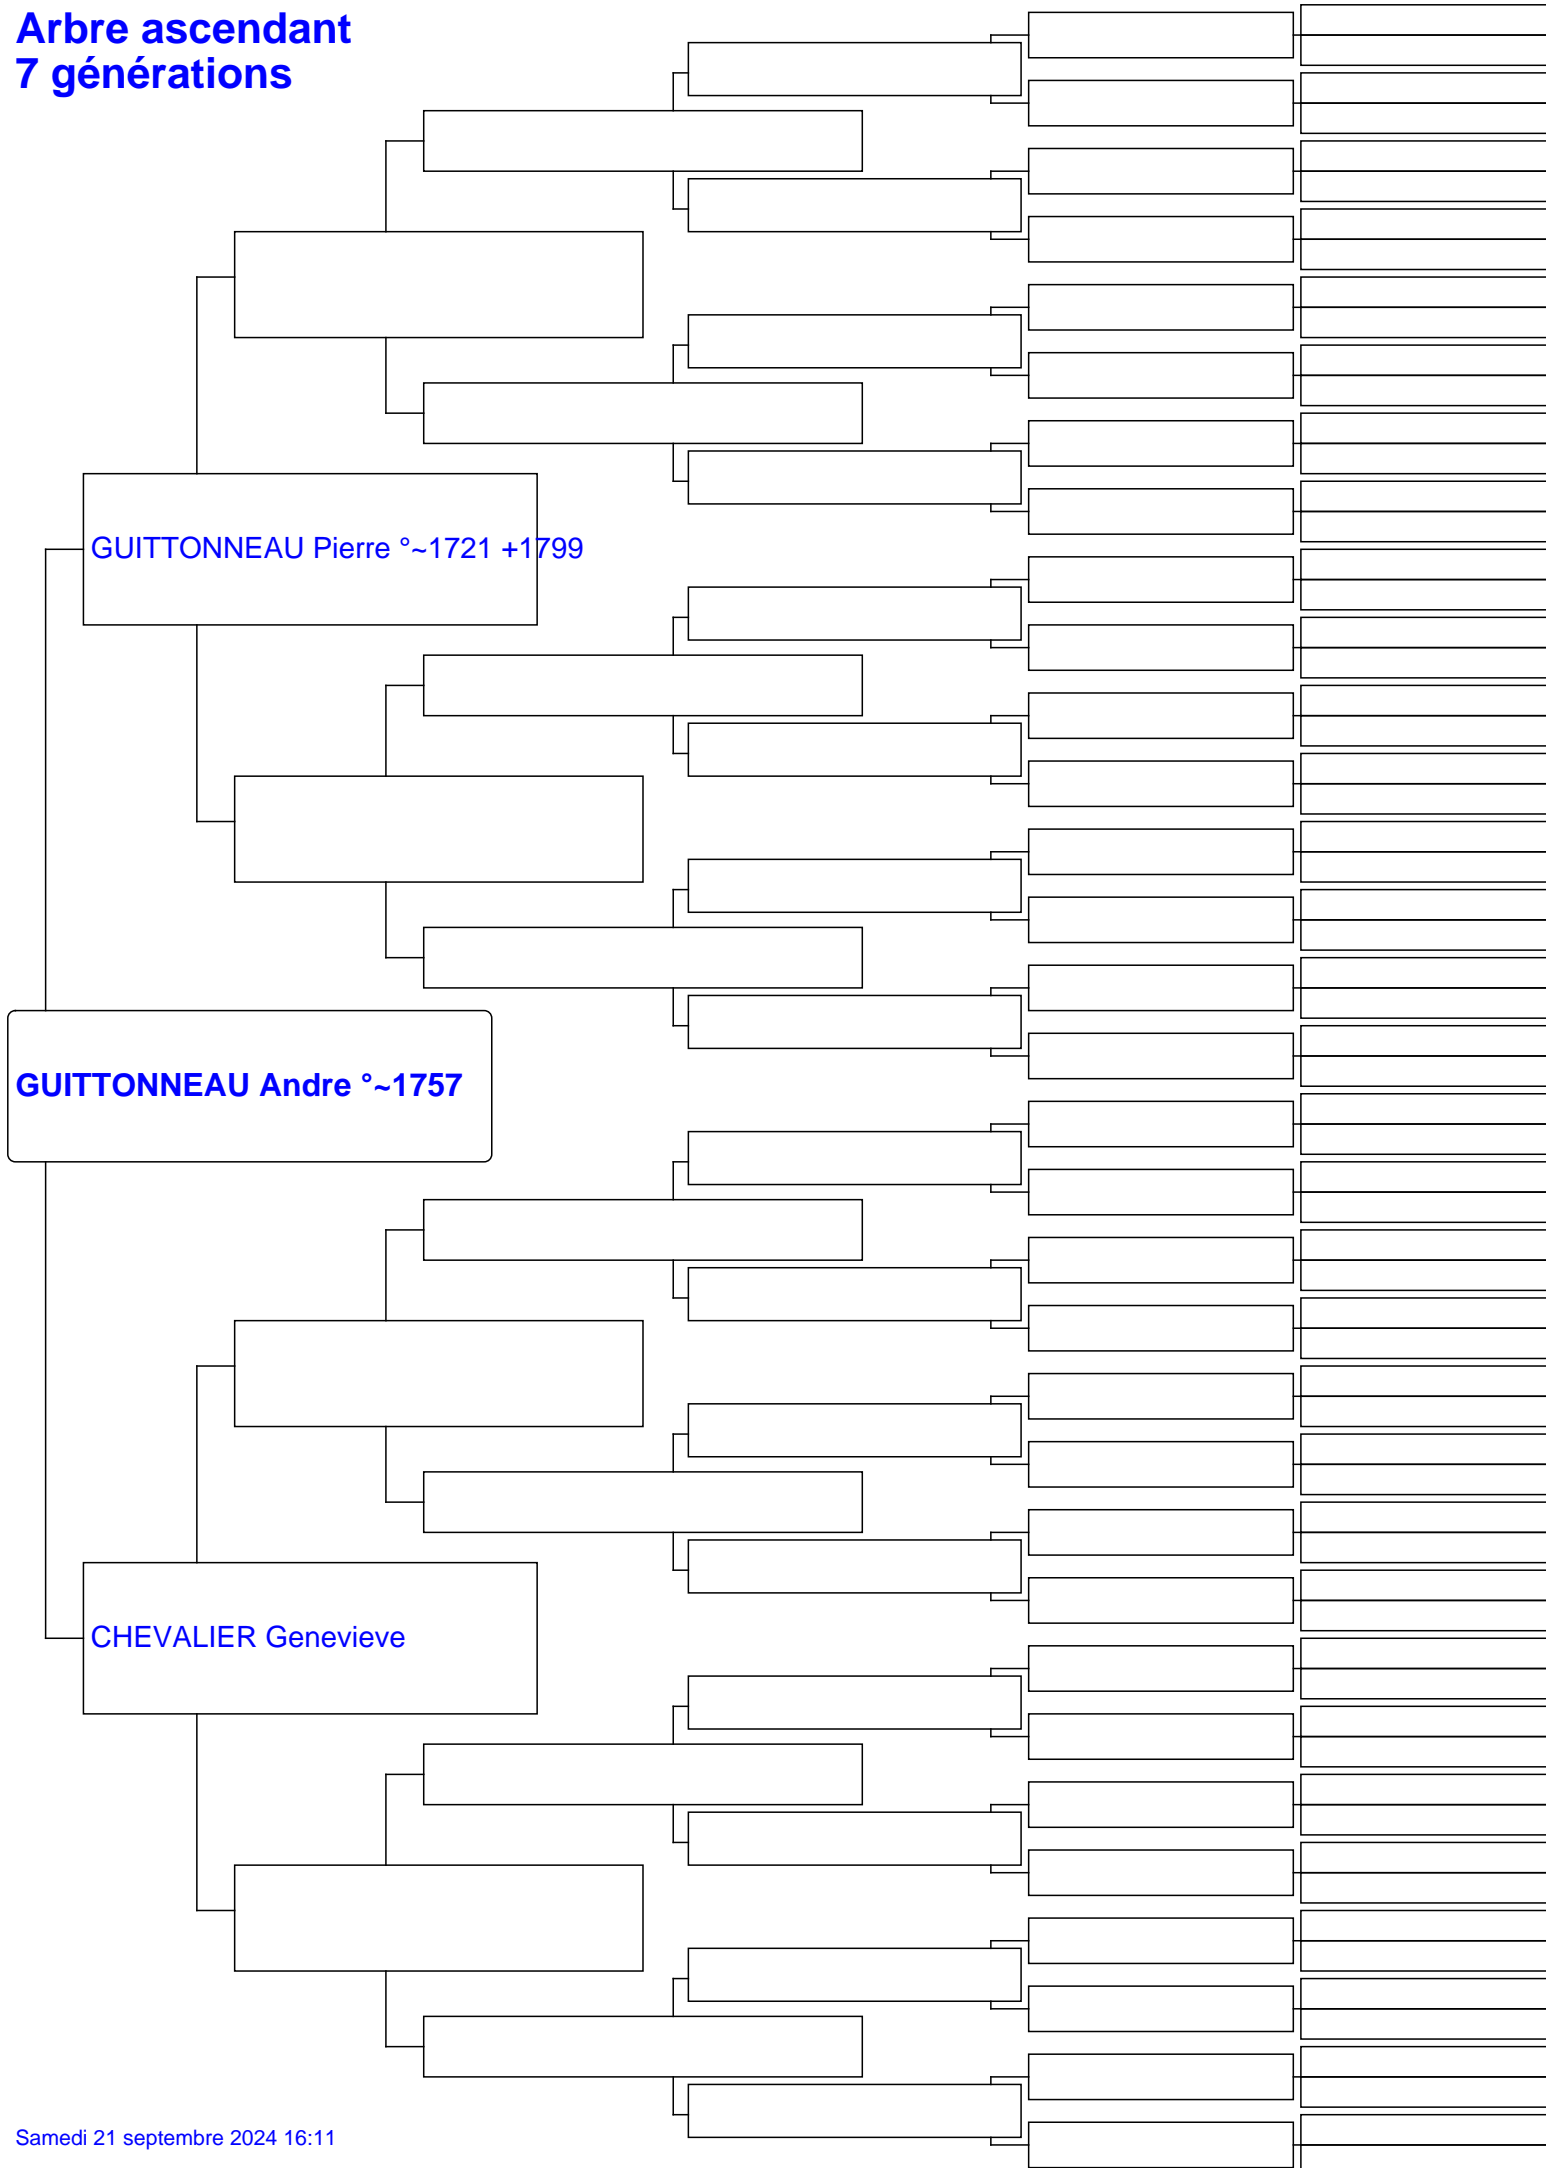 Arbre ascendant
7 générations
GUITTONNEAU Pierre °~1721 +1799
GUITTONNEAU Andre °~1757
CHEVALIER Genevieve
Samedi 21 septembre 2024 16:11